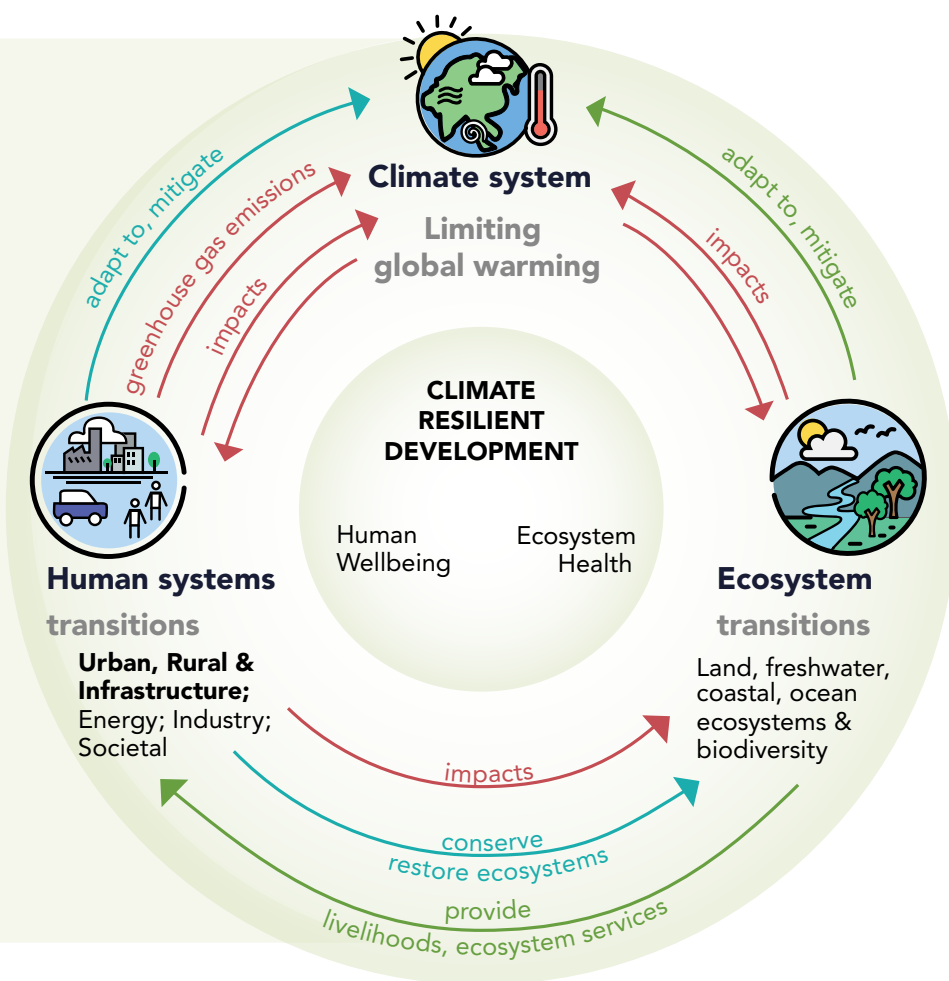 adapt to, mitigate
greenhouse gas emissions
impacts
Climate system
Limiting
global warming
impacts
adapt to, mitigate
CLIMATE
RESILIENT
DEVELOPMENT
Human
Wellbeing
Ecosystem
Health
Human systems
transitions
Urban, Rural &
Infrastructure;
Energy; Industry;
Societal
Ecosystem
transitions
Land, freshwater,
coastal, ocean
ecosystems &
biodiversity
impacts
conserve
restore ecosystems
provide
livelihoods, ecosystem services